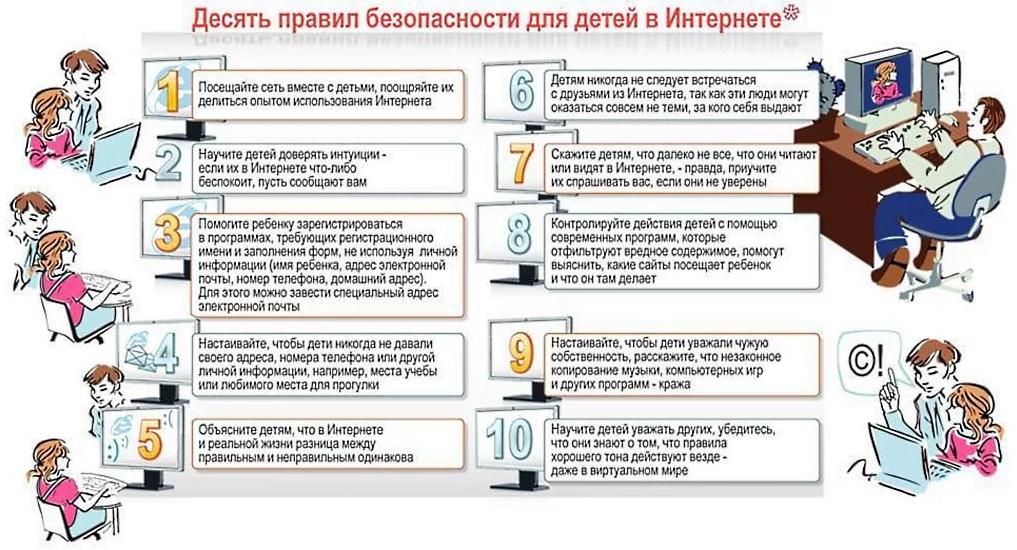 Десять правил безопасности для детей в Интернете*
1
Посещайте сеть вместе с детьми, поощряйте их
делиться опытом использования Интернета
2
Научите детей доверять интуиции -
если их в Интернете что-либо
беспокоит, пусть сообщают вам
3
Помогите ребенку зарегистрироваться
в программах, требующих регистрационного
имени и заполнения форм, не используя личной
информации (имя ребенка, адрес электронной
почты, номер телефона, домашний адрес).
Для этого можно завести специальный адрес
электронной почты
4
Настаивайте, чтобы дети никогда не давали
своего адреса, номера телефона или другой
личной информации, например, места учебы
или любимого места для прогулки
5
Объясните детям, что в Интернете
и реальной жизни разница между
правильным и неправильным одинакова
6
Детям никогда не следует встречаться
с друзьями из Интернета, так как эти люди могут
оказаться совсем не теми, за кого себя выдают
7
Скажите детям, что далеко не все, что они читают
или видят в Интернете, - правда, приучите
их спрашивать вас, если они не уверены
8
Контролируйте действия детей с помощью
современных программ, которые
отфильтруют вредное содержимое, помогут
выяснить, какие сайты посещает ребенок
и что он там делает
9
Настаивайте, чтобы дети уважали чужую
собственность, расскажите, что незаконное
копирование музыки, компьютерных игр
и других программ - кража
10
Научите детей уважать других, убедитесь,
что они знают о том, что правила
хорошего тона действуют везде -
даже в виртуальном мире
©!